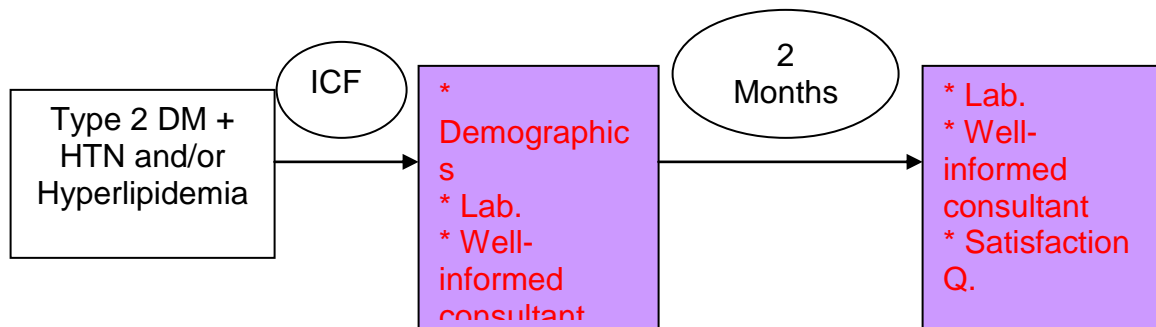 Type 2 DM +
HTN and/or
Hyperlipidemia
ICF
*
Demographic
s
* Lab.
* Well-
informed
consultant
2
Months
* Lab.
* Well-
informed
consultant
* Satisfaction
Q.